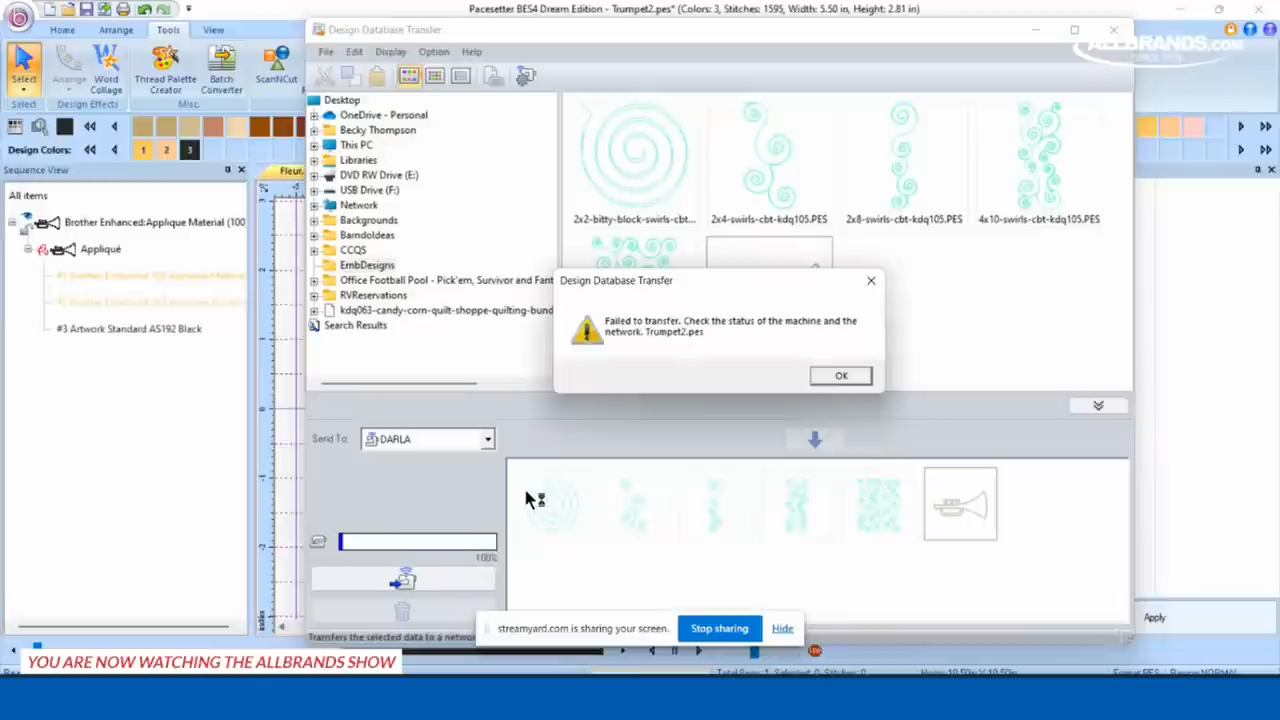 Pacesetter BES4 Dream Edition - Trumpet2.pes* (Colors: 3, Stitches: 1595, Width: 5.50 in, Height: 2.81 in)
Home Arrange Tools View
Select
Arrange
Word Collage
Thread Palette Creator
Batch Converter
ScanNCut
Select
Design Effects
Misc.
Design Colors:
1 2 3
Sequence View
All items
Brother Enhanced:Applique Material (100
Appliqué
#3 Artwork Standard AS192 Black
Fleur
Design Database Transfer
ALLBRANDS.COM
File Edit Display Option Help
Desktop
OneDrive - Personal
Becky Thompson
This PC
Libraries
DVD RW Drive (E:)
USB Drive (F:)
Network
Backgrounds
BarndoIdeas
CCQS
EmbDesigns
Office Football Pool - Pick'em, Survivor and Fant
RVReservations
kdq063-candy-corn-quilt-shoppe-quilting-bund
Search Results
2x2-bitty-block-swirls-cbt...
2x4-swirls-cbt-kdq105.PES
2x8-swirls-cbt-kdq105.PES
4x10-swirls-cbt-kdq105.PES
Design Database Transfer
Failed to transfer. Check the status of the machine and the
network. Trumpet2.pes
OK
Send To:
DARLA
100%
Transfers the selected data to a netwo
streamyard.com is sharing your screen.
Stop sharing
Hide
Apply
YOU ARE NOW WATCHING THE ALLBRANDS SHOW